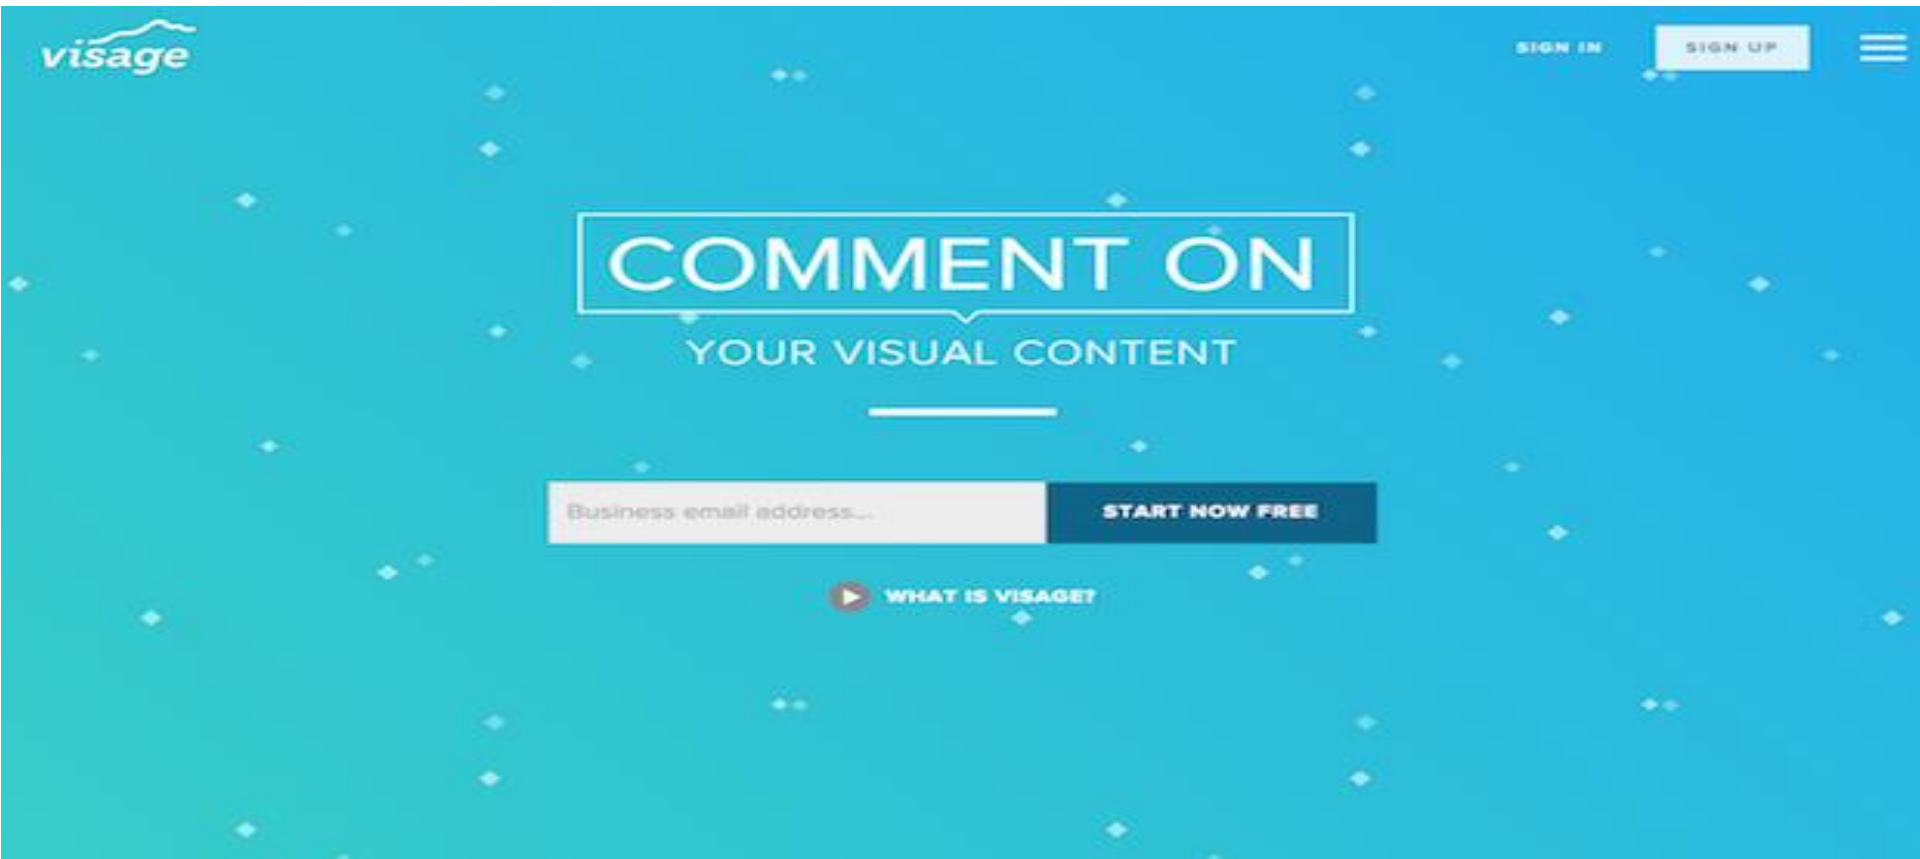 visage
SIGN IN
SIGN UP
COMMENT ON
YOUR VISUAL CONTENT
Business email address...
START NOW FREE
WHAT IS VISAGE?